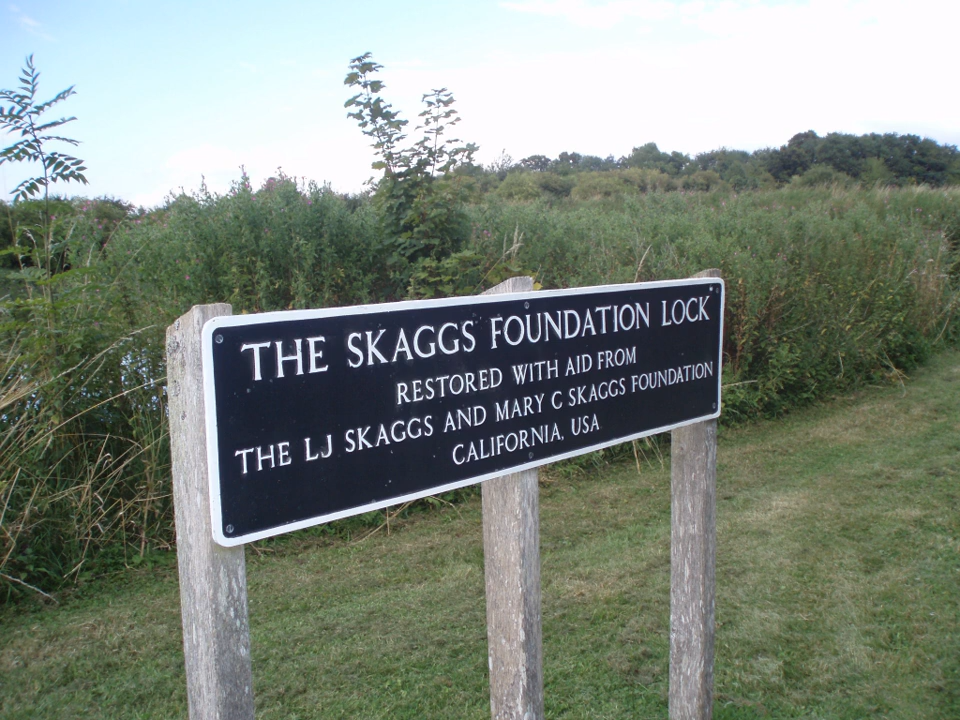 THE SKAGGS FOUNDATION LOCK
RESTORED WITH AID FROM
THE LJ SKAGGS AND MARY C SKAGGS FOUNDATION
CALIFORNIA, USA